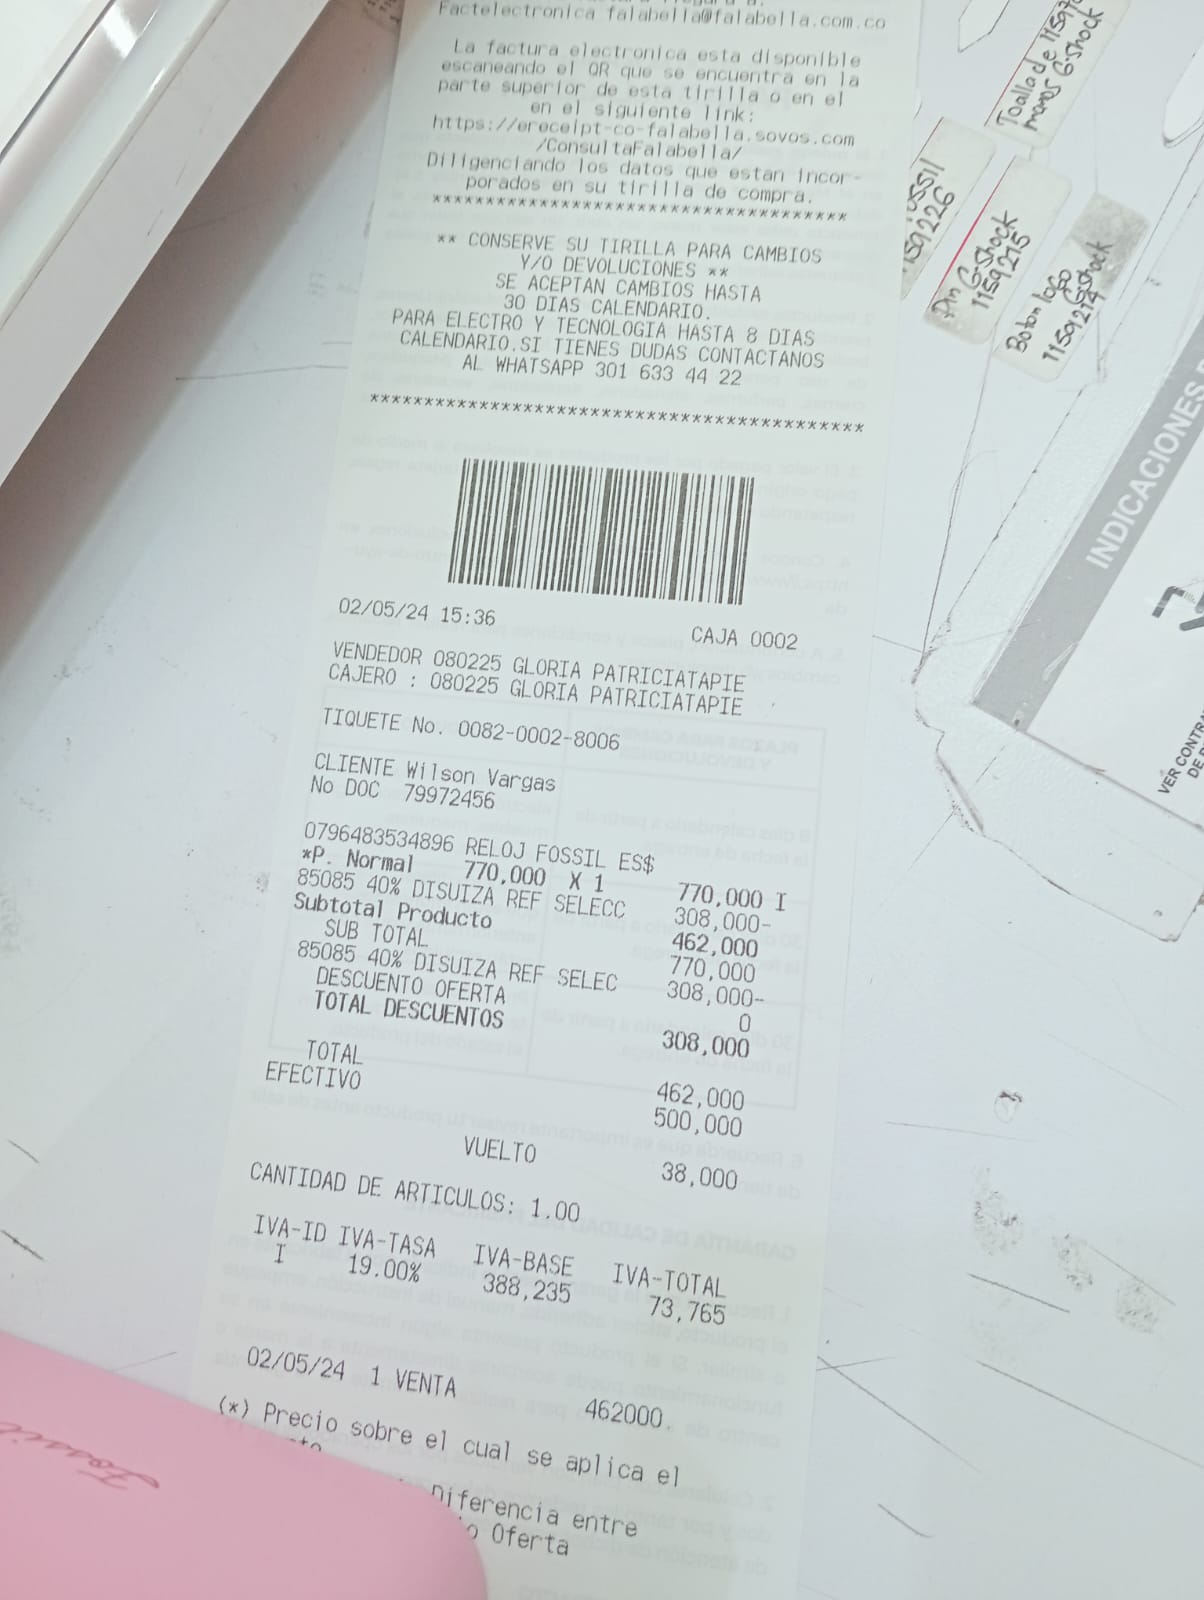 Factelectronica falabella@falabella.com.co
La factura electronica esta disponible
escaneando el QR que se encuentra en la
parte superior de esta tirilla o en el
en el siguiente link:
https://ereceipt-co-falabella.sovos.com
/ConsultaFalabella/
Diligenciando los datos que estan incor-
porados en su tirilla de compra.
**************************************
** CONSERVE SU TIRILLA PARA CAMBIOS
Y/O DEVOLUCIONES **
SE ACEPTAN CAMBIOS HASTA
30 DIAS CALENDARIO.
PARA ELECTRO Y TECNOLOGIA HASTA 8 DIAS
CALENDARIO.SI TIENES DUDAS CONTACTANOS
AL WHATSAPP 301 633 44 22
*********************************************
02/05/24 15:36 CAJA 0002
VENDEDOR 080225 GLORIA PATRICIATAPIE
CAJERO : 080225 GLORIA PATRICIATAPIE
TIQUETE No. 0082-0002-8006
CLIENTE Wilson Vargas
No DOC 79972456
0796483534896 RELOJ FOSSIL ES$
*P. Normal 770,000 X 1 770,000 I
85085 40% DISUIZA REF SELECC 308,000-
Subtotal Producto 462,000
SUB TOTAL 770,000
85085 40% DISUIZA REF SELEC 308,000-
DESCUENTO OFERTA 0
TOTAL DESCUENTOS 308,000
TOTAL 462,000
EFECTIVO 500,000
VUELTO 38,000
CANTIDAD DE ARTICULOS: 1.00
IVA-ID IVA-TASA IVA-BASE IVA-TOTAL
I 19.00% 388,235 73,765
02/05/24 1 VENTA 462000.
(*) Precio sobre el cual se aplica el
Diferencia entre
Oferta
Fossil
Toalla de
manos G-Shock
1159226
Pin G-Shock
1159215
Boton logo
1159214 G-Shock
INDICACIONES
VER CONTRA